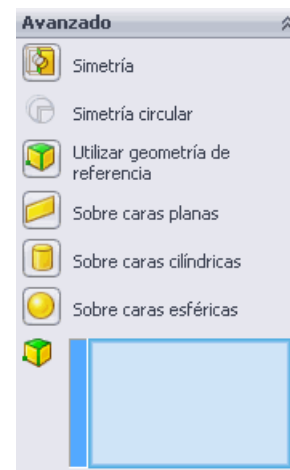 Avanzado
Simetría
Simetría circular
Utilizar geometría de
referencia
Sobre caras planas
Sobre caras cilíndricas
Sobre caras esféricas